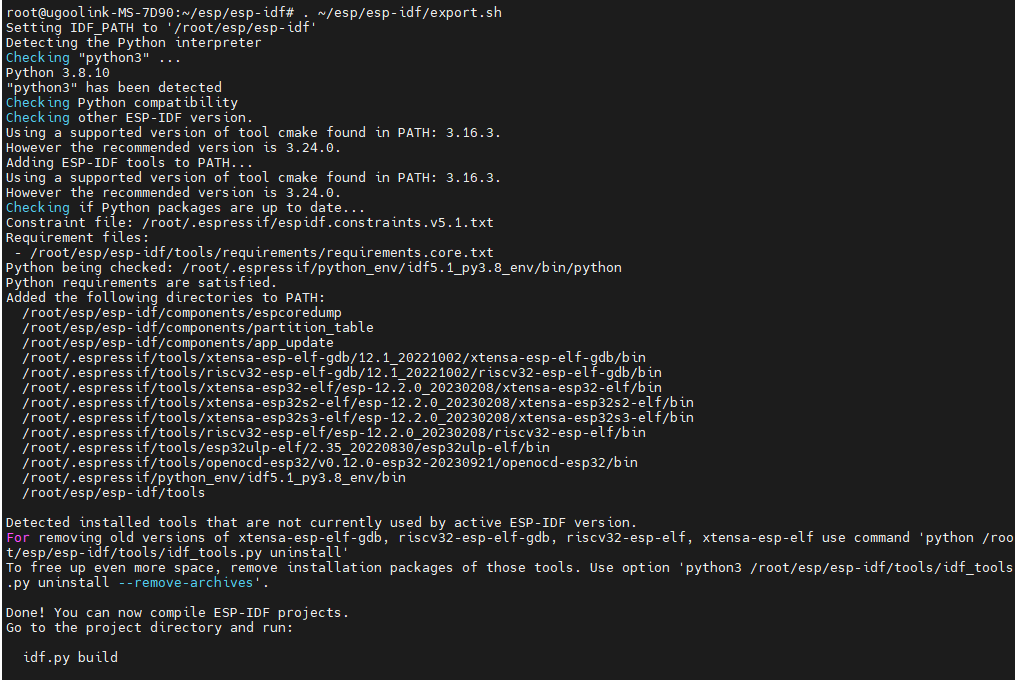 root@ugoolink-MS-7D90:~/esp/esp-idf# . ~/esp/esp-idf/export.sh
Setting IDF_PATH to '/root/esp/esp-idf'
Detecting the Python interpreter
Checking "python3" ...
Python 3.8.10
"python3" has been detected
Checking Python compatibility
Checking other ESP-IDF version.
Using a supported version of tool cmake found in PATH: 3.16.3.
However the recommended version is 3.24.0.
Adding ESP-IDF tools to PATH...
Using a supported version of tool cmake found in PATH: 3.16.3.
However the recommended version is 3.24.0.
Checking if Python packages are up to date...
Constraint file: /root/.espressif/espidf.constraints.v5.1.txt
Requirement files:
 - /root/esp/esp-idf/tools/requirements/requirements.core.txt
Python being checked: /root/.espressif/python_env/idf5.1_py3.8_env/bin/python
Python requirements are satisfied.
Added the following directories to PATH:
  /root/esp/esp-idf/components/espcoredump
  /root/esp/esp-idf/components/partition_table
  /root/esp/esp-idf/components/app_update
  /root/.espressif/tools/xtensa-esp-elf-gdb/12.1_20221002/xtensa-esp-elf-gdb/bin
  /root/.espressif/tools/riscv32-esp-elf-gdb/12.1_20221002/riscv32-esp-elf-gdb/bin
  /root/.espressif/tools/xtensa-esp32-elf/esp-12.2.0_20230208/xtensa-esp32-elf/bin
  /root/.espressif/tools/xtensa-esp32s2-elf/esp-12.2.0_20230208/xtensa-esp32s2-elf/bin
  /root/.espressif/tools/xtensa-esp32s3-elf/esp-12.2.0_20230208/xtensa-esp32s3-elf/bin
  /root/.espressif/tools/riscv32-esp-elf/esp-12.2.0_20230208/riscv32-esp-elf/bin
  /root/.espressif/tools/esp32ulp-elf/2.35_20220830/esp32ulp-elf/bin
  /root/.espressif/tools/openocd-esp32/v0.12.0-esp32-20230921/openocd-esp32/bin
  /root/.espressif/python_env/idf5.1_py3.8_env/bin
  /root/esp/esp-idf/tools

Detected installed tools that are not currently used by active ESP-IDF version.
For removing old versions of xtensa-esp-elf-gdb, riscv32-esp-elf-gdb, riscv32-esp-elf, xtensa-esp-elf use command 'python /roo
t/esp/esp-idf/tools/idf_tools.py uninstall'
To free up even more space, remove installation packages of those tools. Use option 'python3 /root/esp/esp-idf/tools/idf_tools
.py uninstall --remove-archives'.

Done! You can now compile ESP-IDF projects.
Go to the project directory and run:

  idf.py build